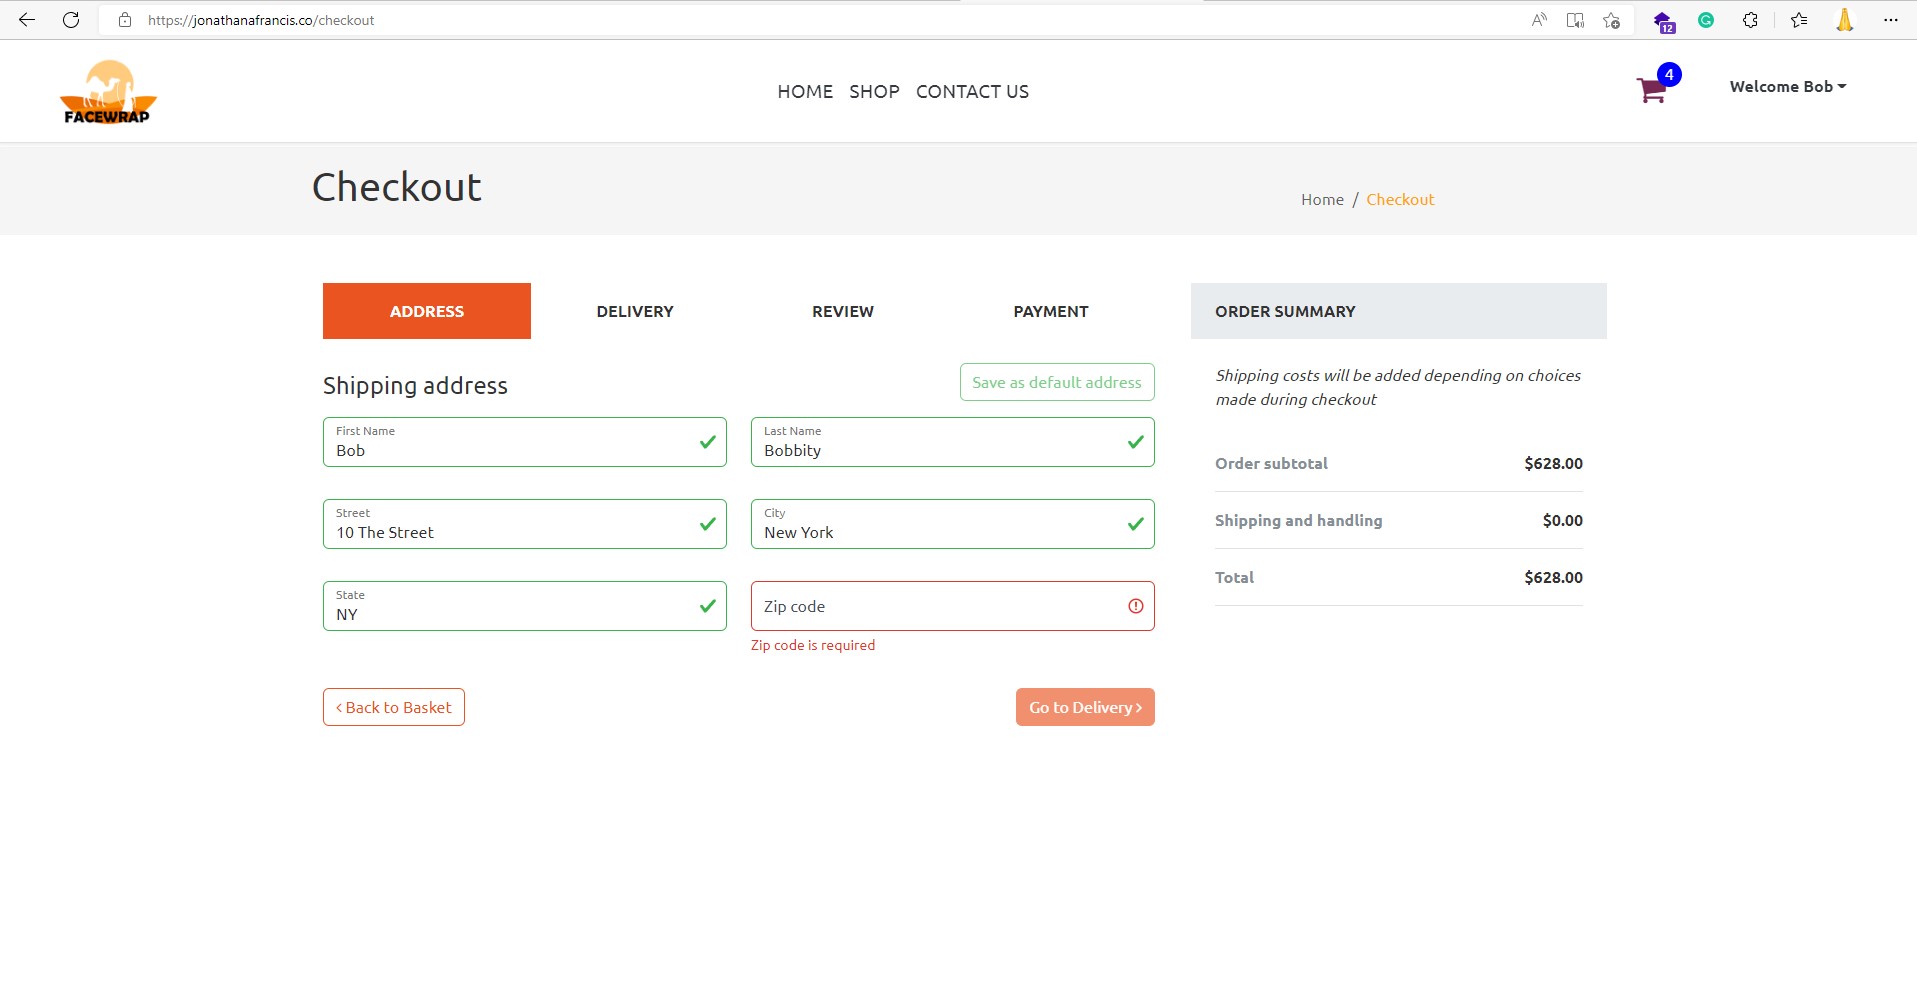 https://jonathanafrancis.co/checkout
12
FACEWRAP
HOME SHOP CONTACT US
4
Welcome Bob
Checkout
Home / Checkout
ADDRESS DELIVERY REVIEW PAYMENT
Shipping address
Save as default address
First Name
Bob
Last Name
Bobbity
Street
10 The Street
City
New York
State
NY
Zip code
Zip code is required
< Back to Basket
Go to Delivery >
ORDER SUMMARY
Shipping costs will be added depending on choices
made during checkout
Order subtotal $628.00
Shipping and handling $0.00
Total $628.00